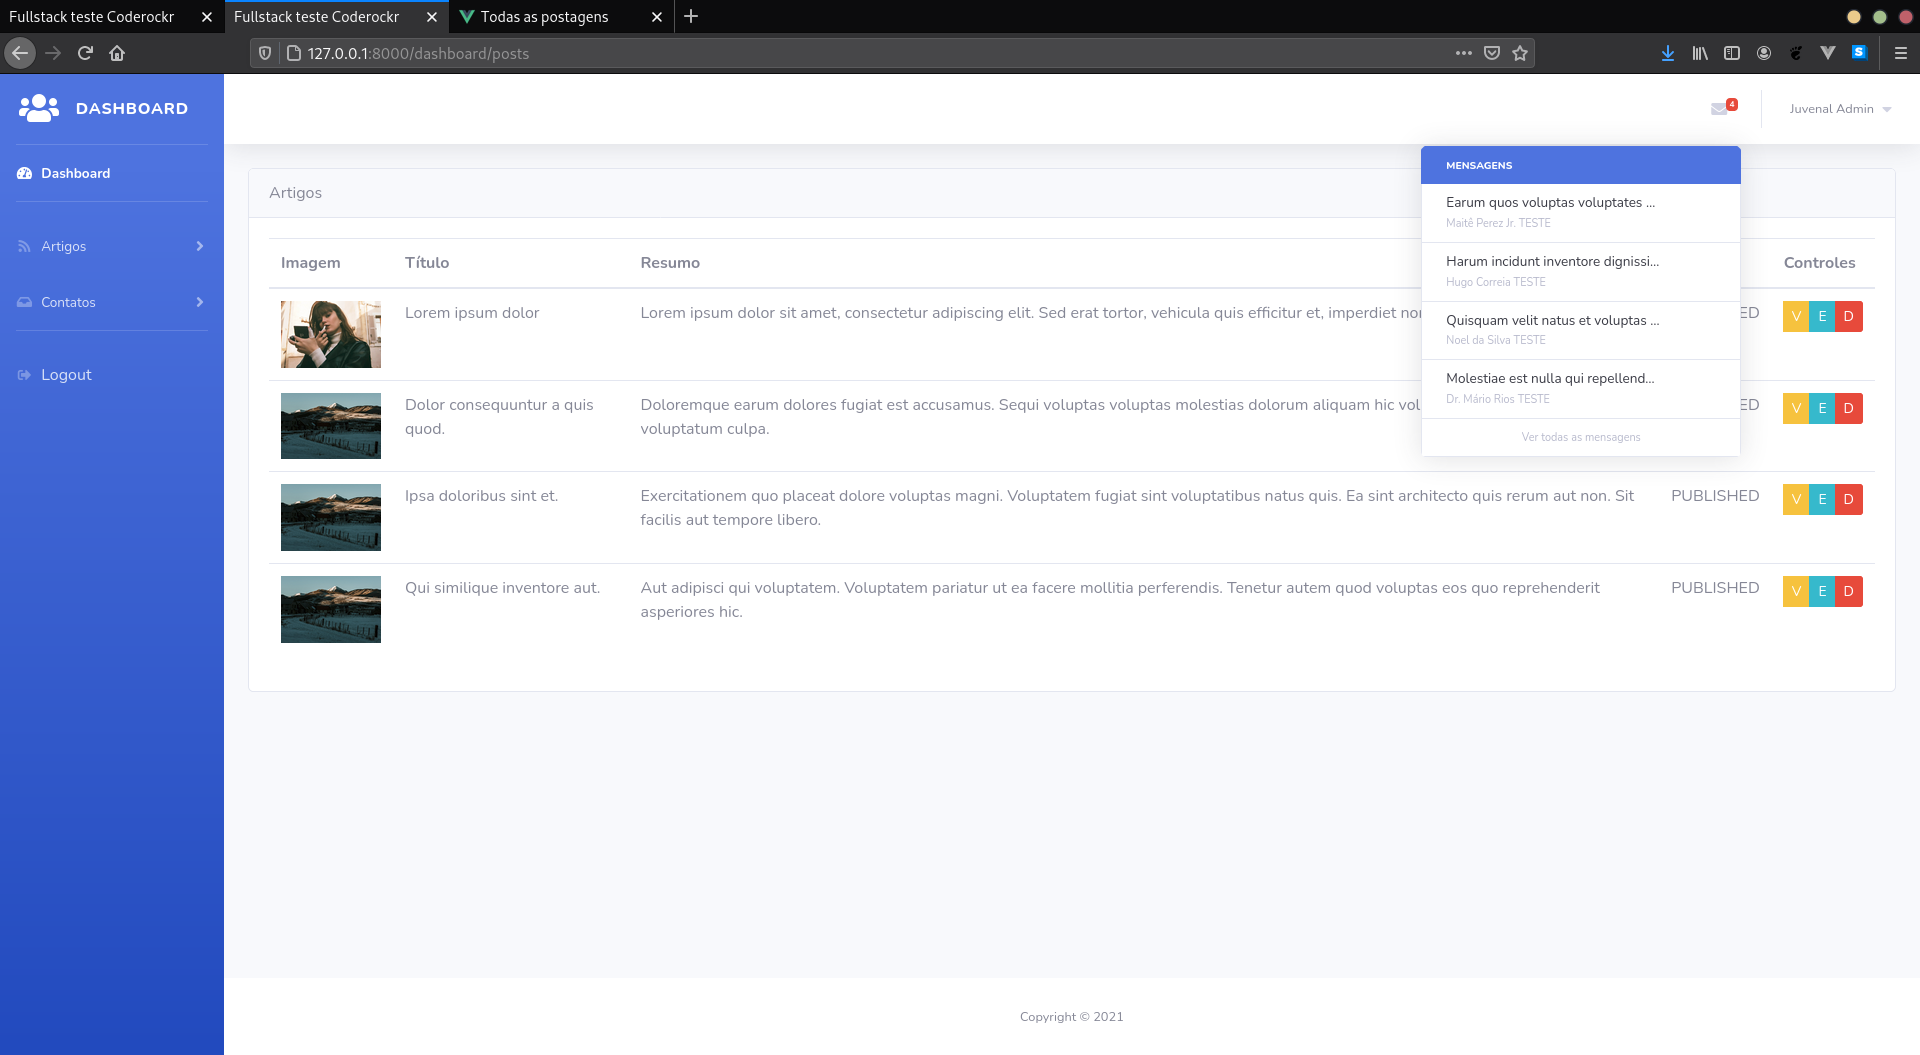 Fullstack teste Coderockr
Fullstack teste Coderockr
Todas as postagens
127.0.0.1:8000/dashboard/posts
DASHBOARD
4
Juvenal Admin
Dashboard
Artigos
Contatos
Logout
MENSAGENS
Earum quos voluptas voluptates ...
Maitê Perez Jr. TESTE
Harum incidunt inventore dignissi...
Hugo Correia TESTE
Quisquam velit natus et voluptas ...
Noel da Silva TESTE
Molestiae est nulla qui repellend...
Dr. Mário Rios TESTE
Ver todas as mensagens
Artigos
Imagem Título Resumo Controles
Lorem ipsum dolor
Lorem ipsum dolor sit amet, consectetur adipiscing elit. Sed erat tortor, vehicula quis efficitur et, imperdiet
V E D
Dolor consequuntur a quis
quod.
Doloremque earum dolores fugiat est accusamus. Sequi voluptas voluptas molestias dolorum aliquam hic
voluptatum culpa.
V E D
Ipsa doloribus sint et.
Exercitationem quo placeat dolore voluptas magni. Voluptatem fugiat sint voluptatibus natus quis. Ea sint architecto quis rerum aut non. Sit
facilis aut tempore libero.
PUBLISHED
V E D
Qui similique inventore aut.
Aut adipisci qui voluptatem. Voluptatem pariatur ut ea facere mollitia perferendis. Tenetur autem quod voluptas eos quo reprehenderit
asperiores hic.
PUBLISHED
V E D
Copyright © 2021